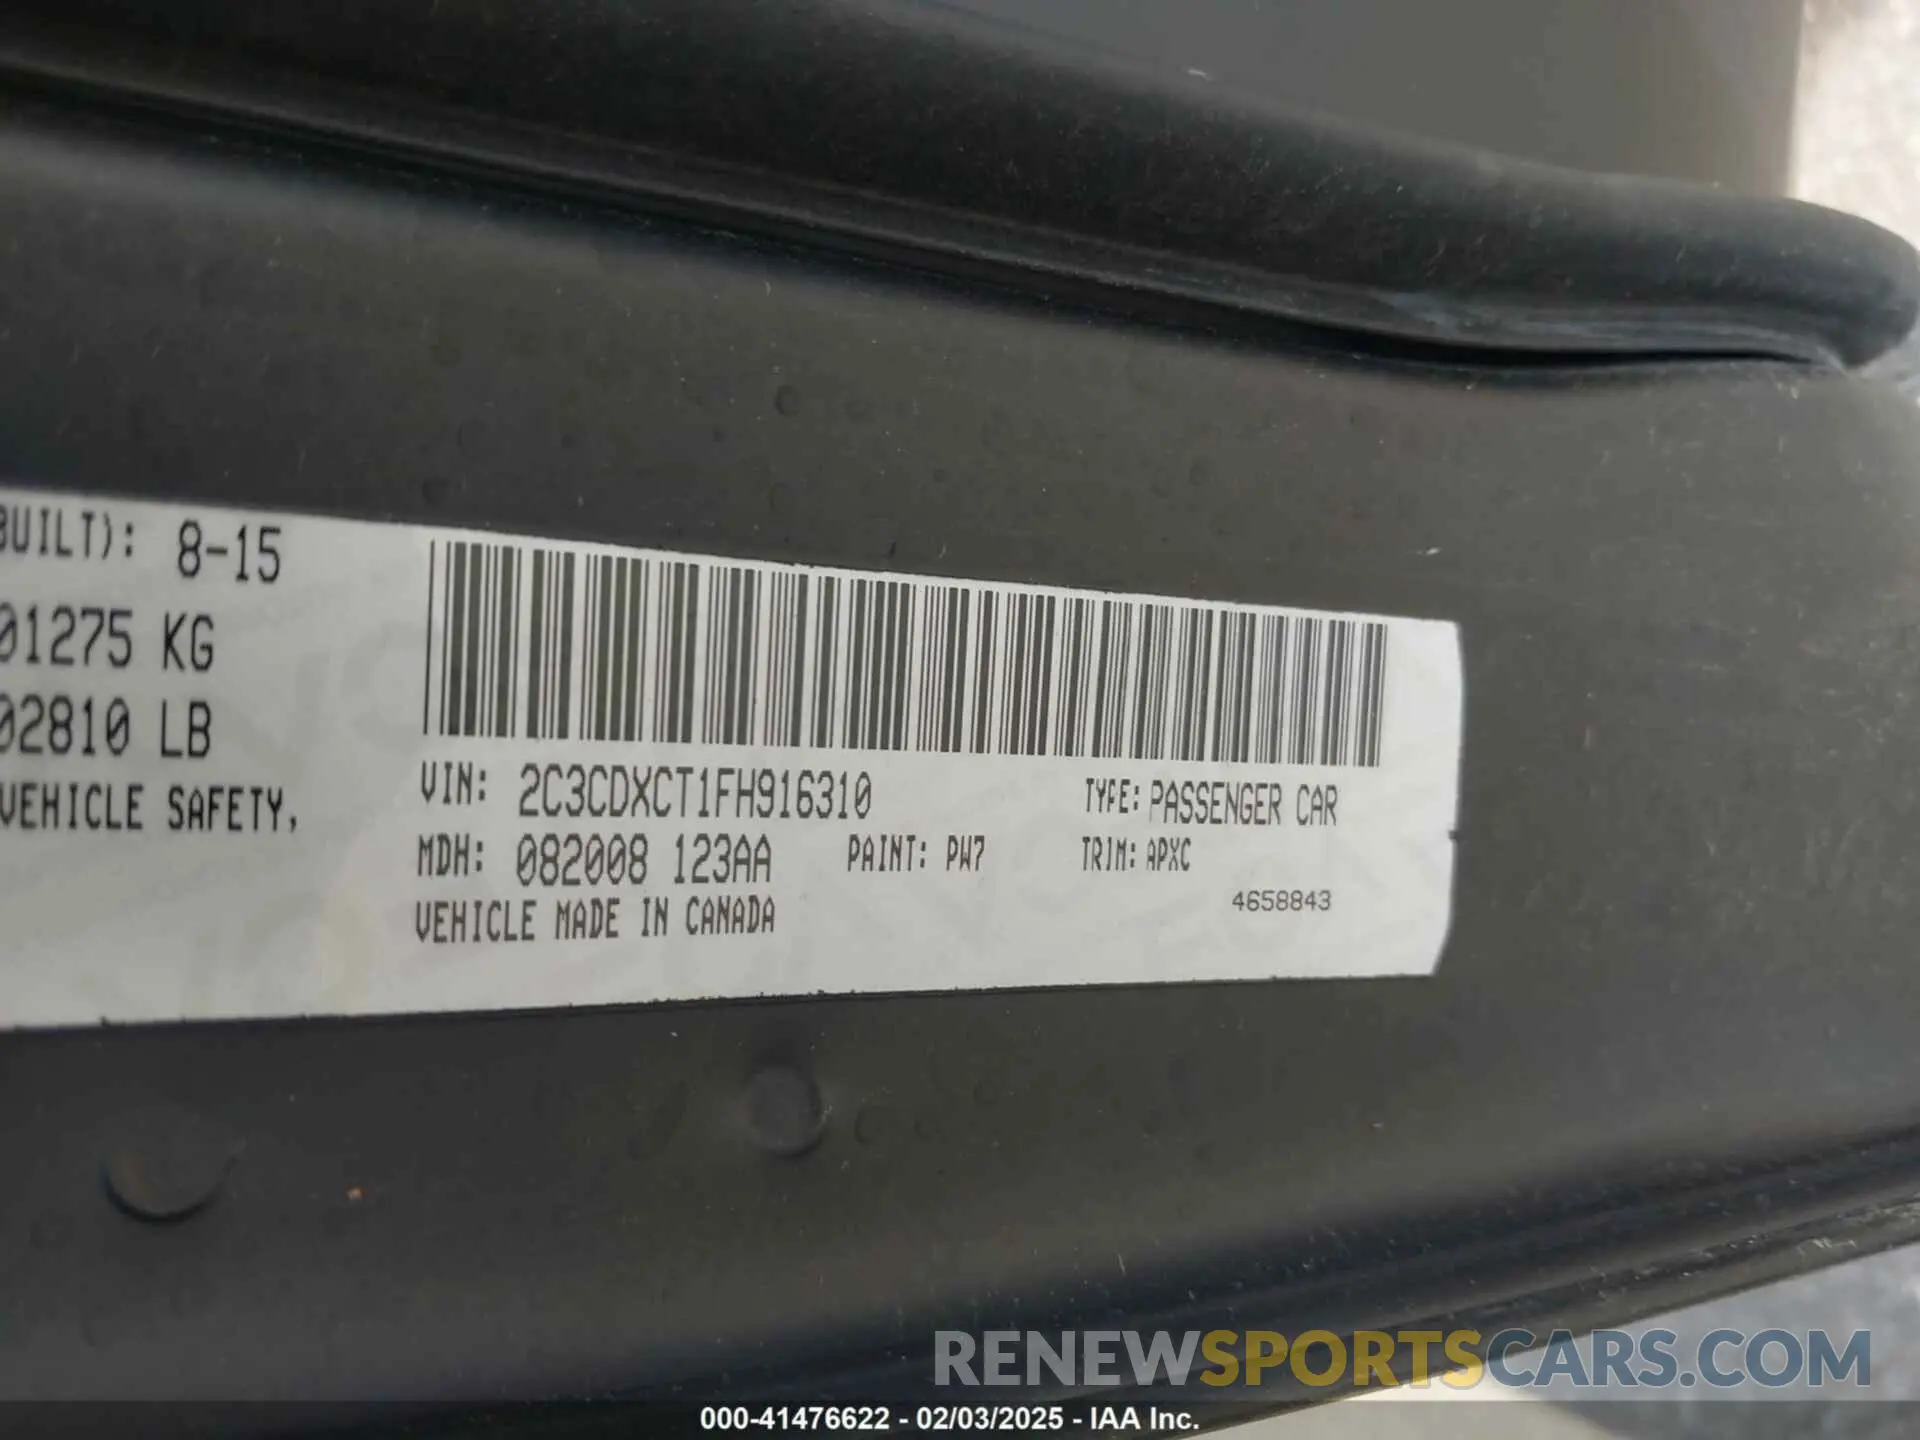 BUILT): 8-15
01275 KG
02810 LB
VEHICLE SAFETY,
VIN: 2C3CDXCT1FH916310 TYPE: PASSENGER CAR
MDH: 082008 123AA PAINT: PW7 TRIM: APXC
4658843
VEHICLE MADE IN CANADA
RENEWSPORTSCARS.COM
000-41476622 - 02/03/2025 - IAA Inc.